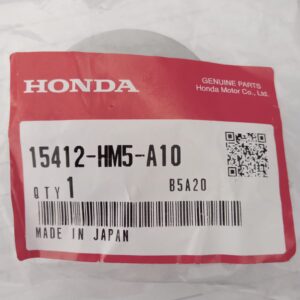 HONDA
GENUINE PARTS
Honda Motor Co., Ltd.
15412-HM5-A10
QTY 1 B5A20
MADE IN JAPAN